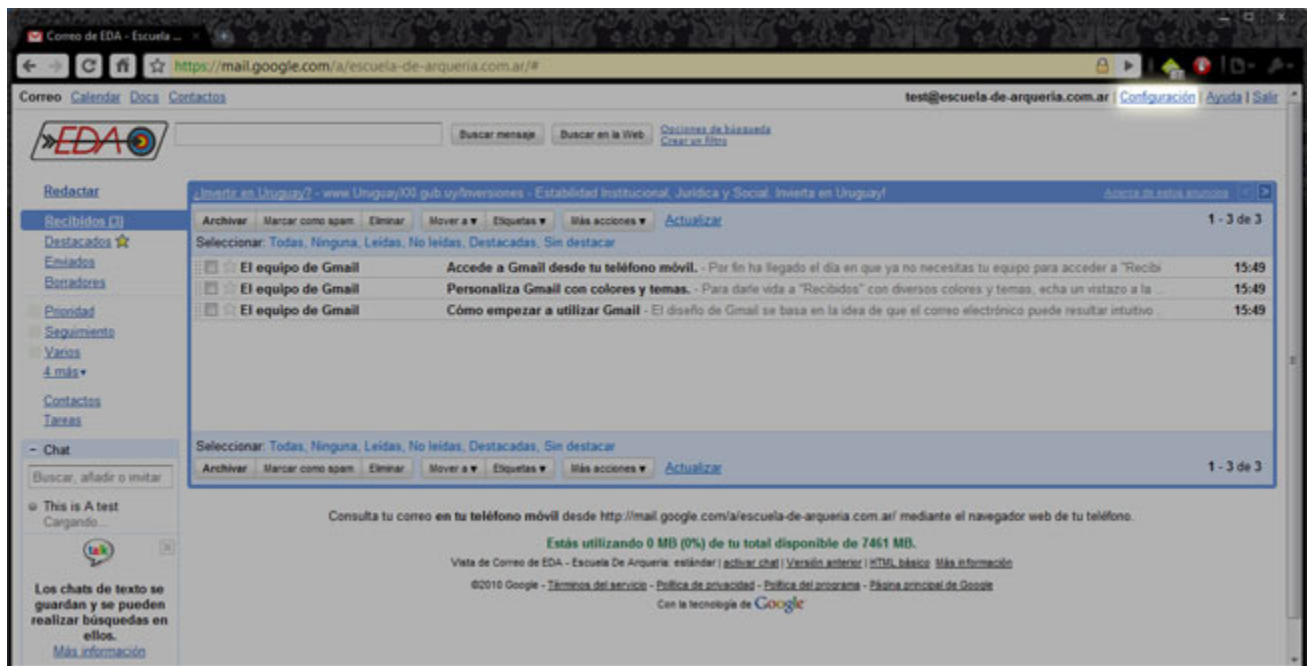 Correo de EDA - Escuela ...
https://mail.google.com/a/escuela-de-arqueria.com.ar/#
Correo Calendar Docs Contactos
test@escuela-de-arqueria.com.ar | Configuración | Ayuda | Salir
EDA
Buscar mensaje Buscar en la Web Opciones de búsqueda
Crear un filtro
Redactar
Recibidos (3)
Destacados
Enviados
Borradores
Prioridad
Seguimiento
Varios
4 más▾
Contactos
Tareas
- Chat
Buscar, añadir o invitar
This is A test
Cargando...
talk
Los chats de texto se
guardan y se pueden
realizar búsquedas en
ellos.
Más información
¿Invertir en Uruguay? - www.UruguayXXI.gub.uy/Inversiones - Estabilidad Institucional, Jurídica y Social. Invierta en Uruguay! Acerca de estos anuncios < >
Archivar Marcar como spam Eliminar Mover a ▾ Etiquetas ▾ Más acciones ▾ Actualizar 1 - 3 de 3
Seleccionar: Todas, Ninguna, Leídas, No leídas, Destacadas, Sin destacar
El equipo de Gmail Accede a Gmail desde tu teléfono móvil. - Por fin ha llegado el día en que ya no necesitas tu equipo para acceder a "Recibi 15:49
El equipo de Gmail Personaliza Gmail con colores y temas. - Para darle vida a "Recibidos" con diversos colores y temas, echa un vistazo a la ... 15:49
El equipo de Gmail Cómo empezar a utilizar Gmail - El diseño de Gmail se basa en la idea de que el correo electrónico puede resultar intuitivo ... 15:49
Seleccionar: Todas, Ninguna, Leídas, No leídas, Destacadas, Sin destacar
Archivar Marcar como spam Eliminar Mover a ▾ Etiquetas ▾ Más acciones ▾ Actualizar 1 - 3 de 3
Consulta tu correo en tu teléfono móvil desde http://mail.google.com/a/escuela-de-arqueria.com.ar/ mediante el navegador web de tu teléfono.
Estás utilizando 0 MB (0%) de tu total disponible de 7461 MB.
Vista de Correo de EDA - Escuela De Arqueria: estándar | activar chat | Versión anterior | HTML básico Más información
©2010 Google - Términos del servicio - Política de privacidad - Política del programa - Página principal de Google
Con la tecnología de Google